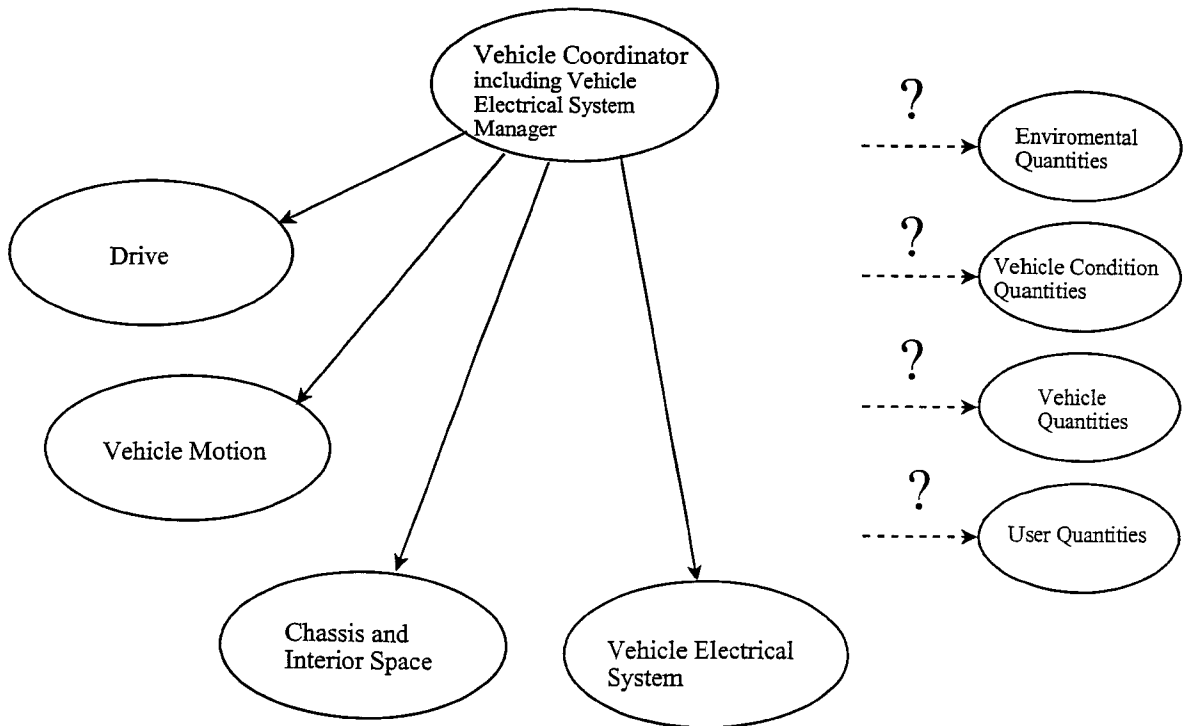 Vehicle Coordinator
including Vehicle
Electrical System
Manager
?
Enviromental
Quantities
?
Vehicle Condition
Quantities
Drive
?
Vehicle
Quantities
Vehicle Motion
?
User Quantities
Chassis and
Interior Space
Vehicle Electrical
System